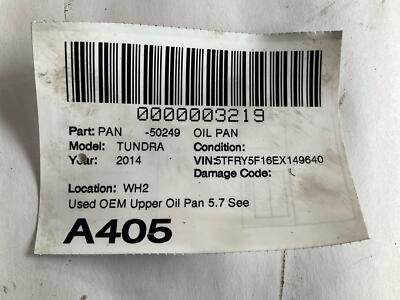 0000003219
Part: PAN -50249 OIL PAN
Model: TUNDRA Condition:
Year: 2014 VIN:5TFRY5F16EX149640
Damage Code:
Location: WH2
Used OEM Upper Oil Pan 5.7 See
A405